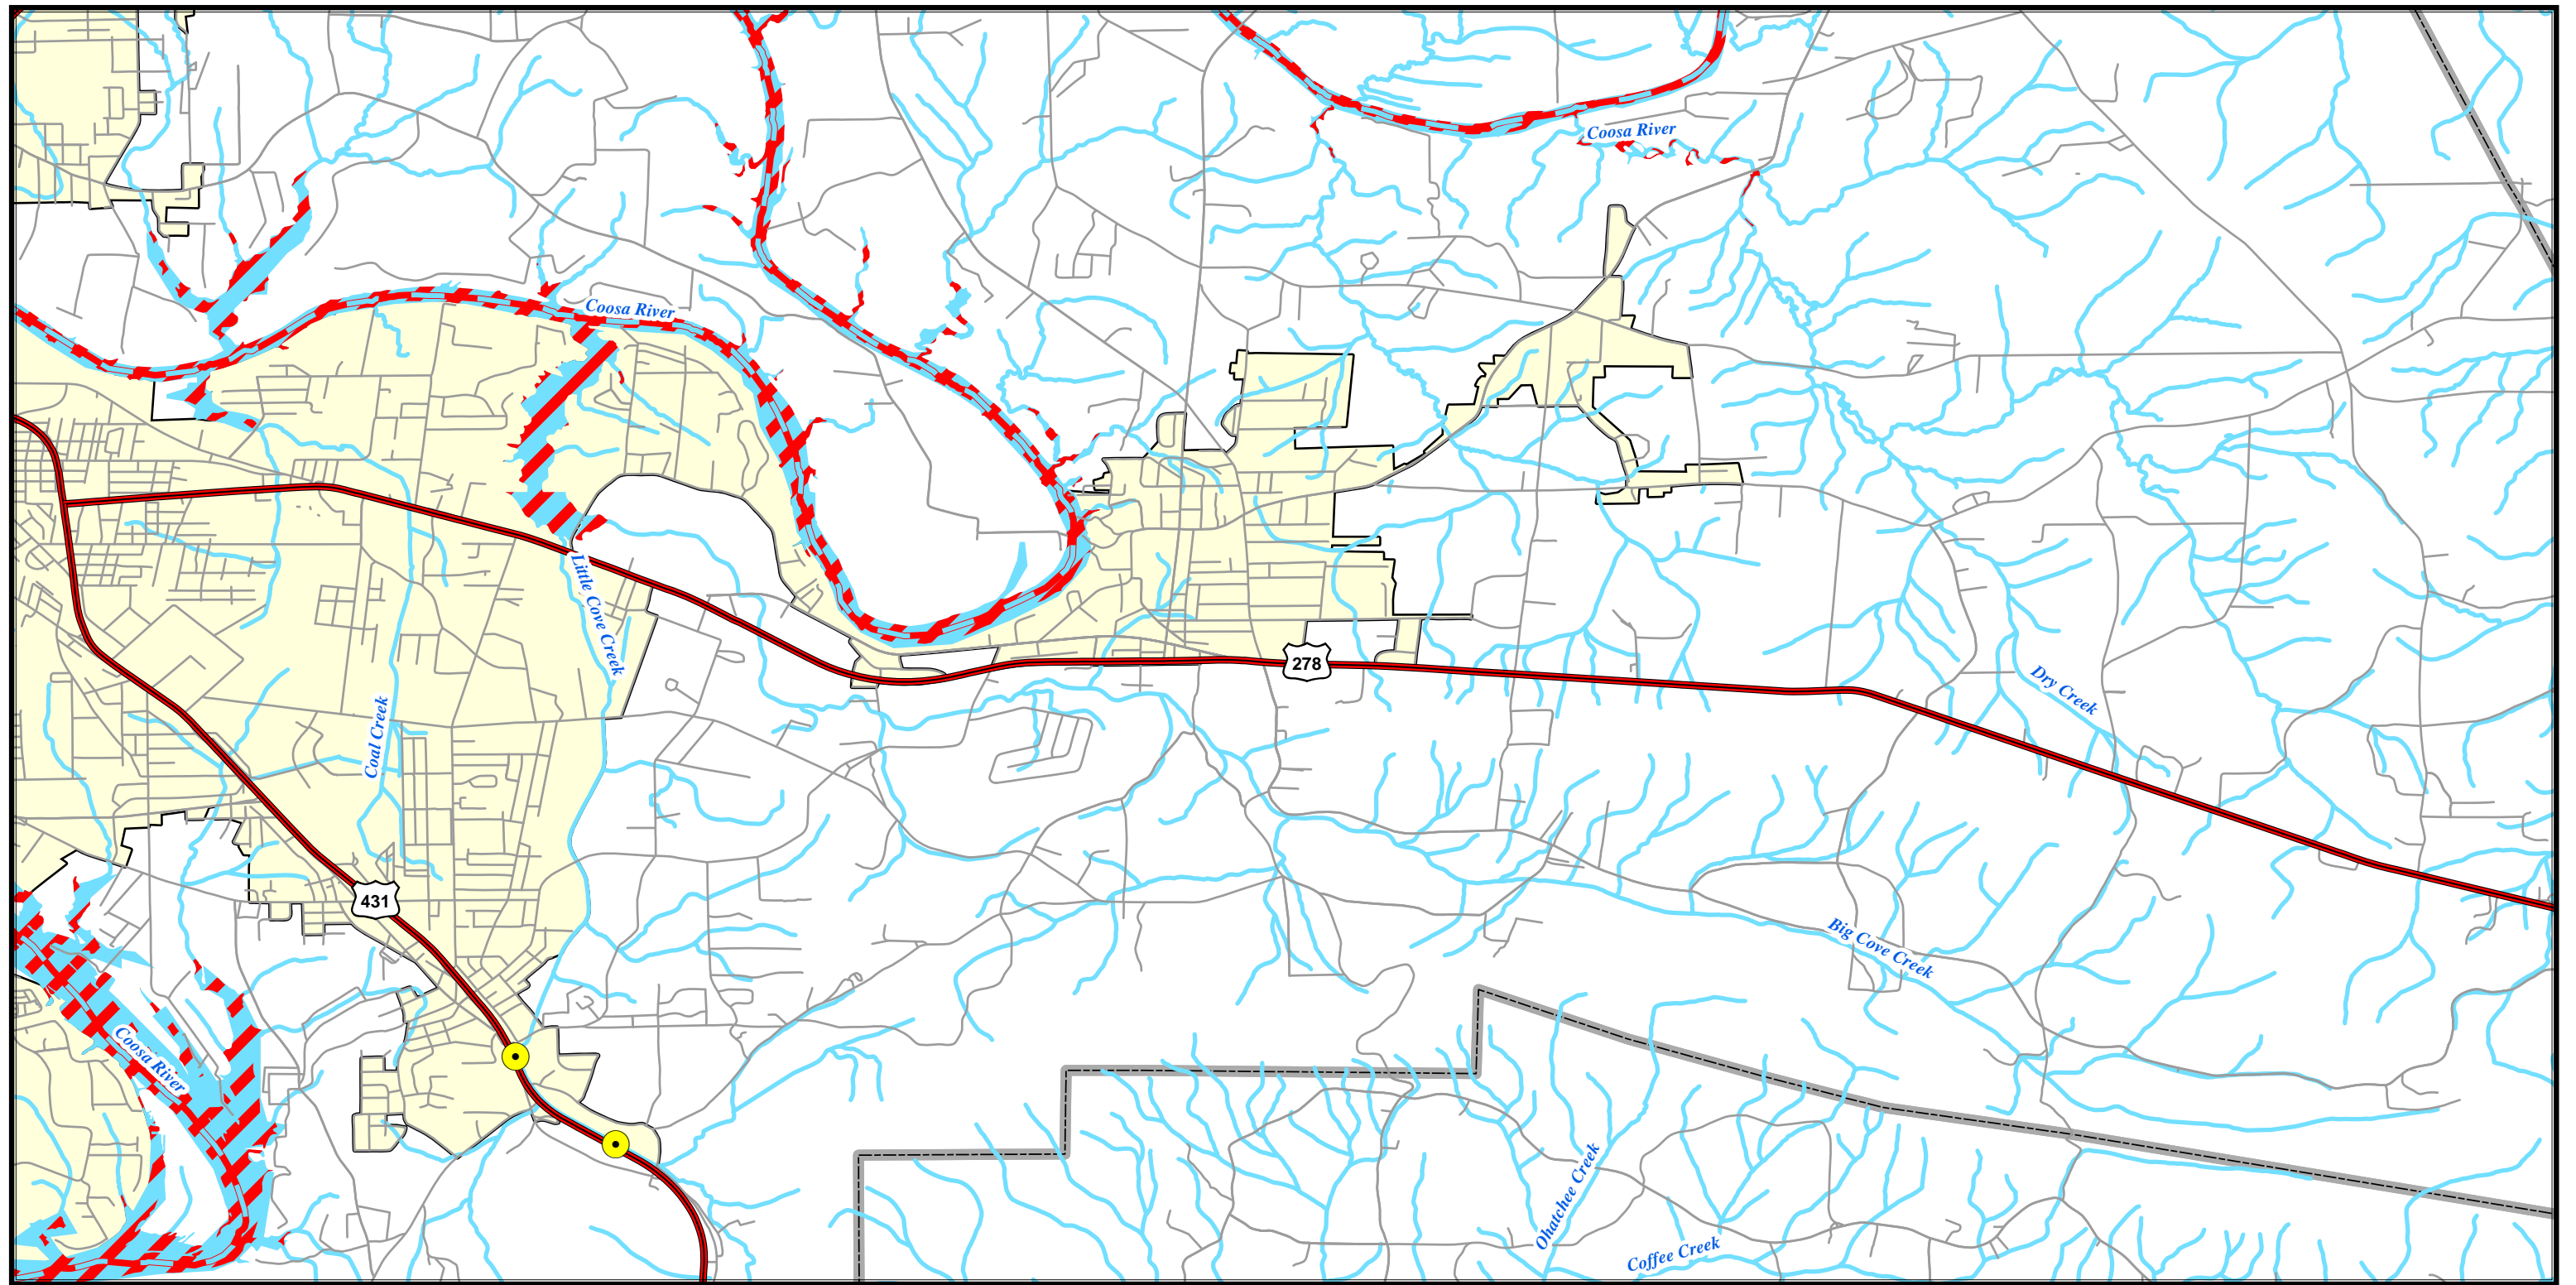 Coosa River
Coosa River
Little Cove Creek
278
Dry Creek
Coal Creek
431
Big Cove Creek
Coosa River
Ohatchee Creek
Coffee Creek